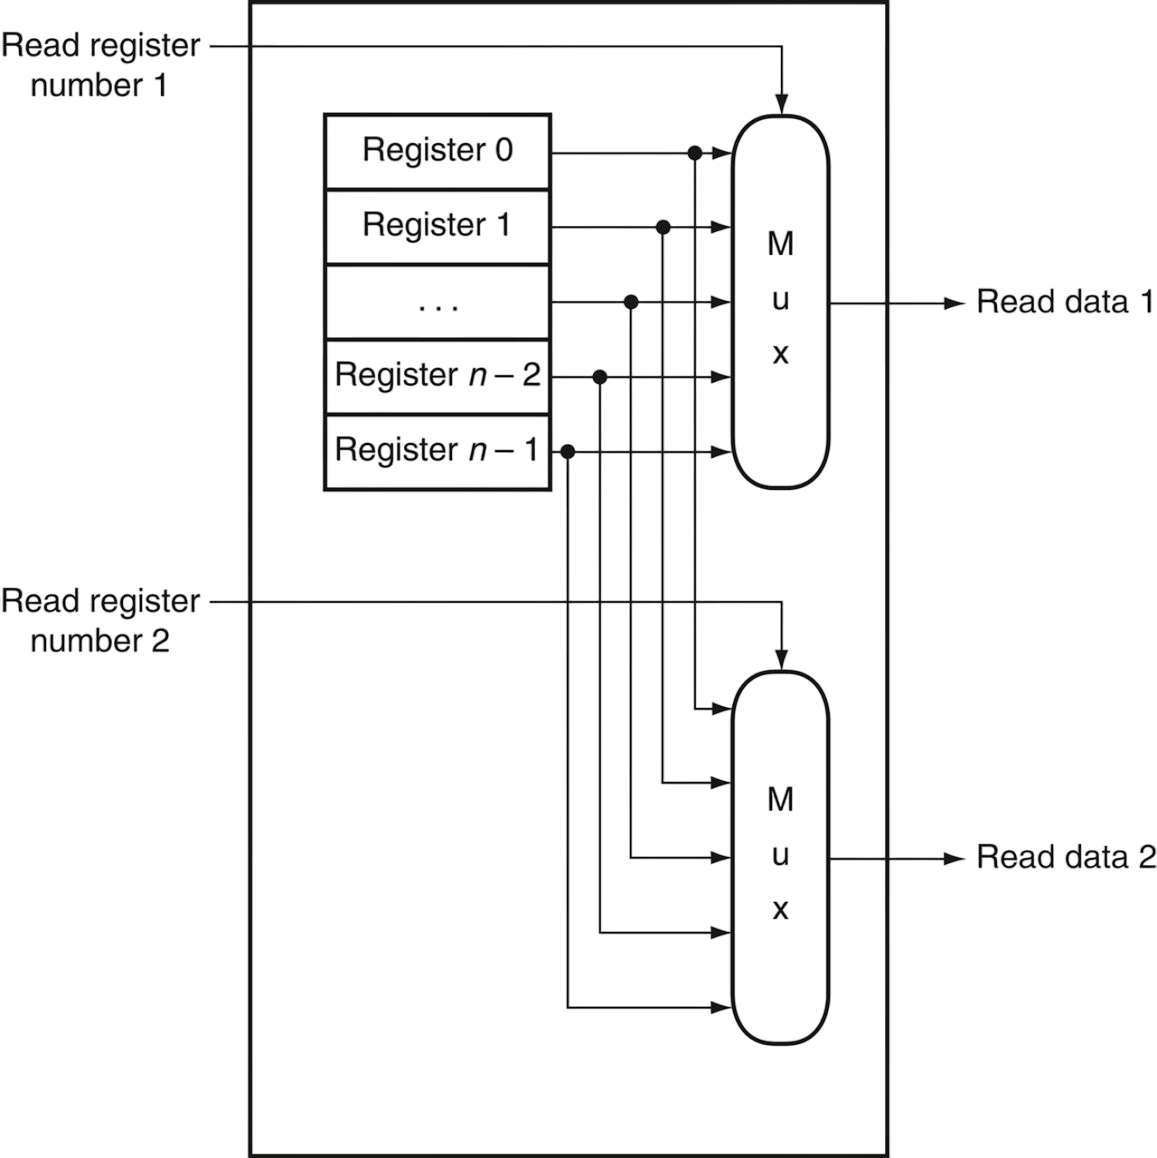 Read register
number 1
Register 0
Register 1
. . .
Register n – 2
Register n – 1
M
u
x
Read data 1
Read register
number 2
M
u
x
Read data 2